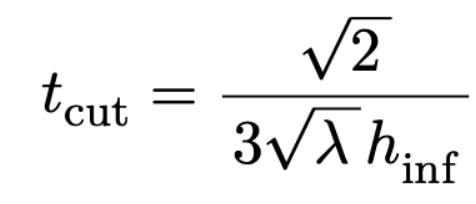 t_cut = √2 / (3√λ h_inf)